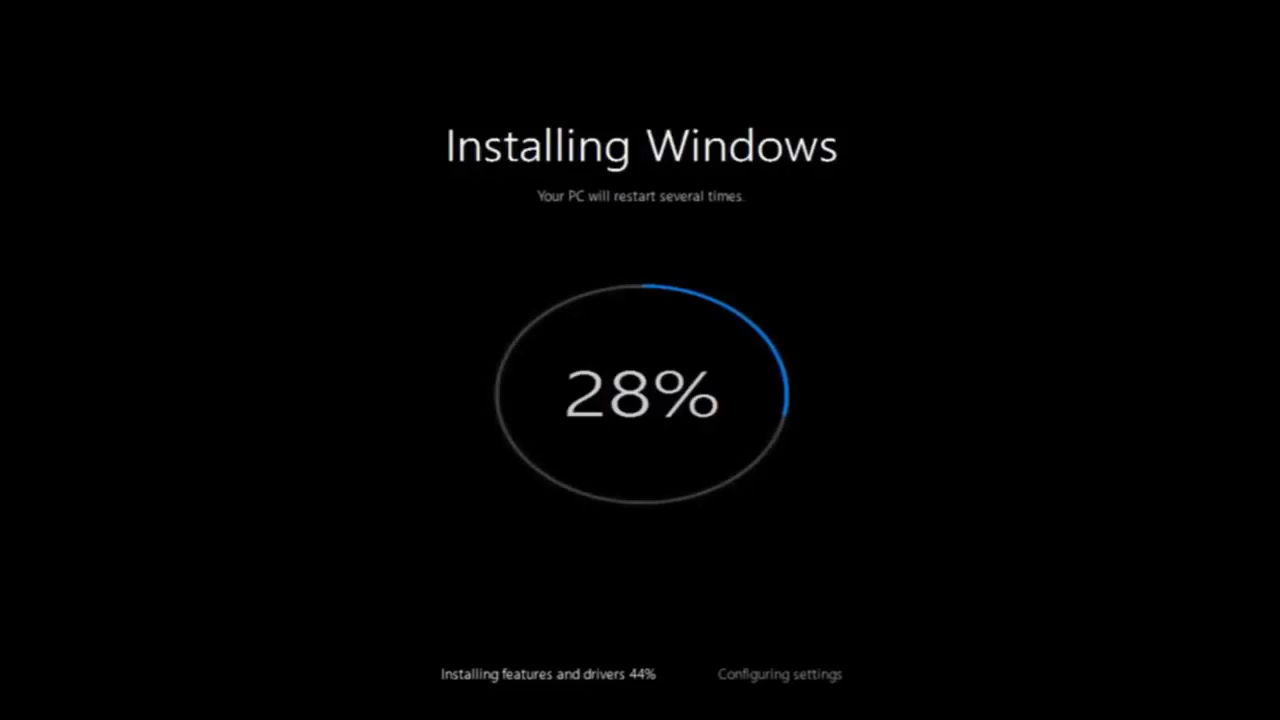 Installing Windows
Your PC will restart several times.
28%
Installing features and drivers 44%
Configuring settings